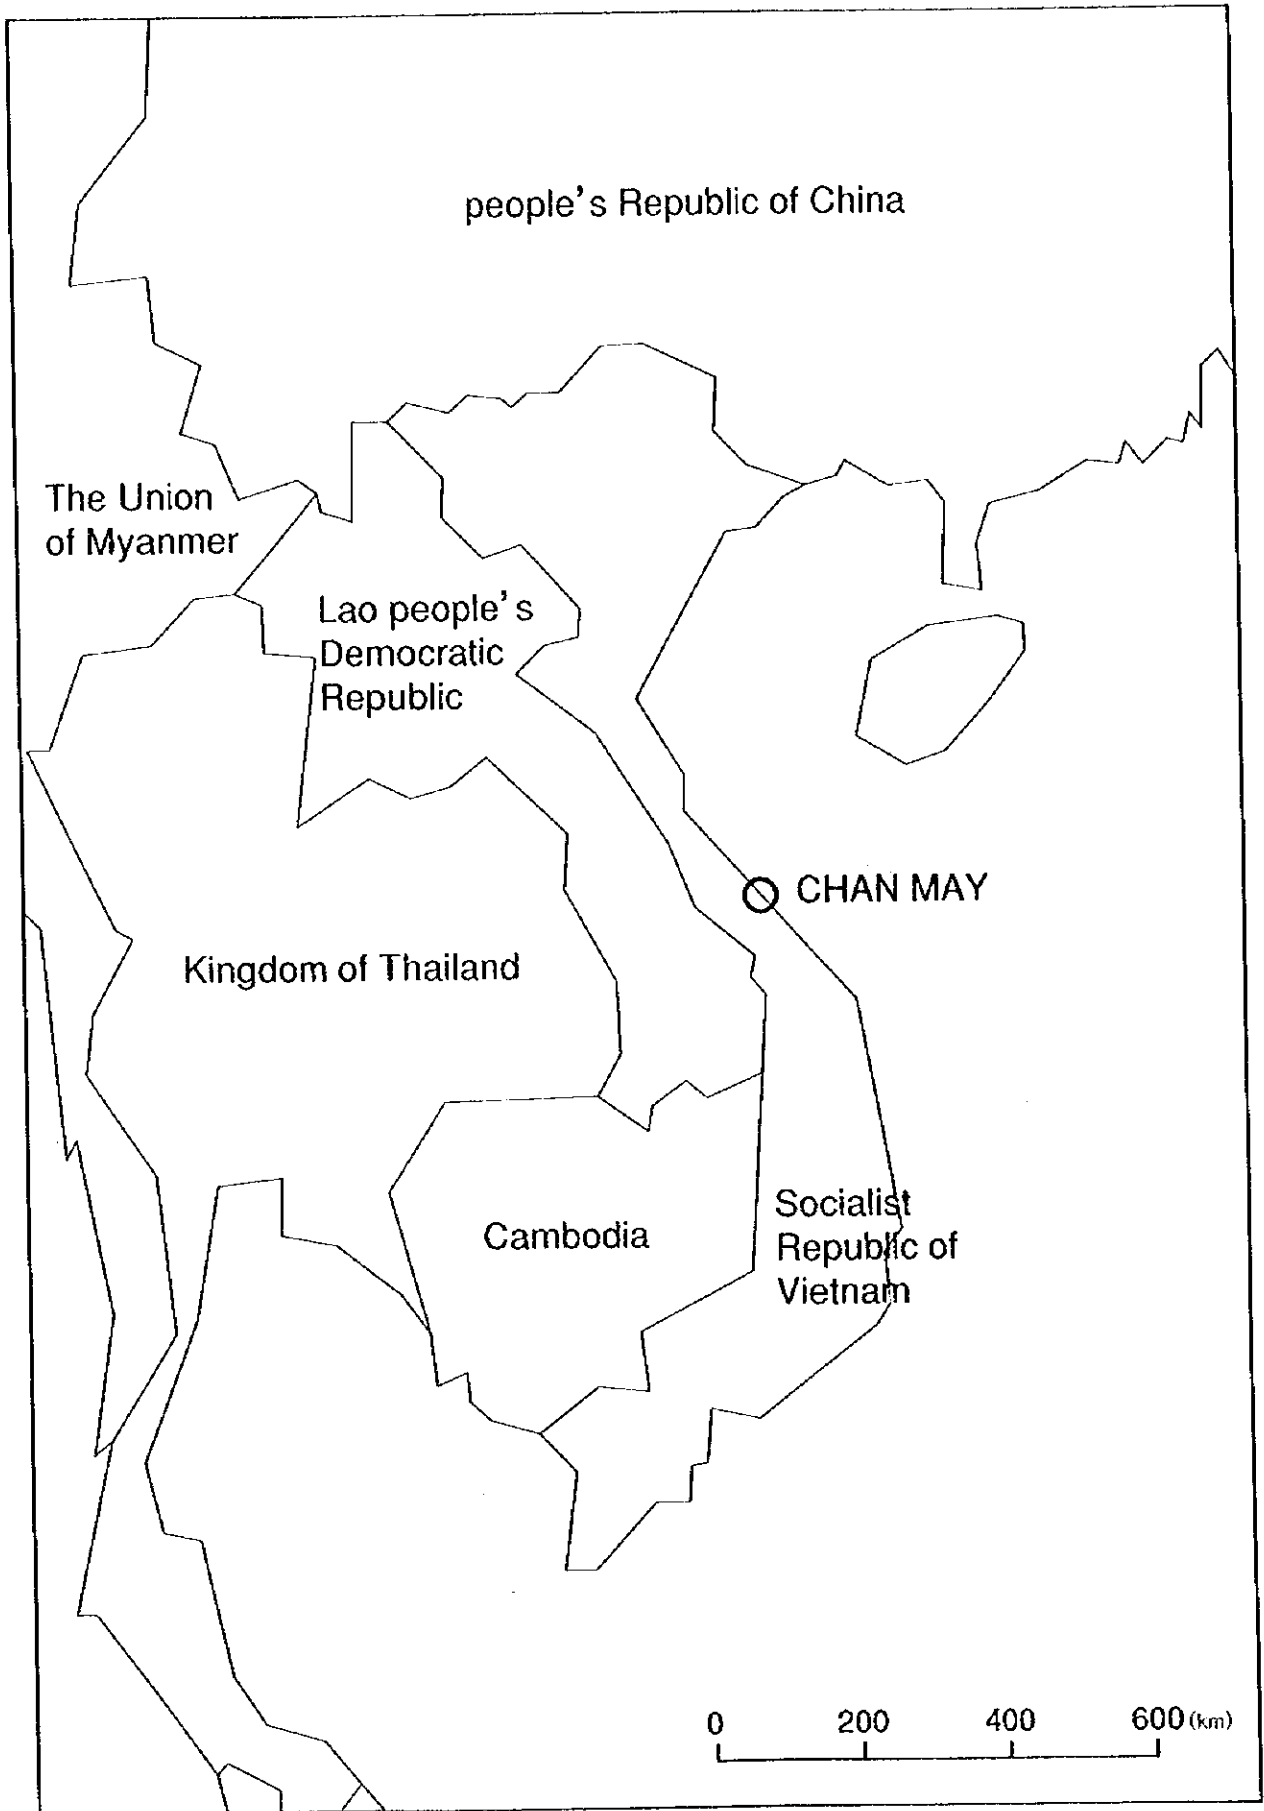 people's Republic of China
The Union
of Myanmer
Lao people's
Democratic
Republic
CHAN MAY
Kingdom of Thailand
Cambodia
Socialist
Republic of
Vietnam
0 200 400 600 (km)